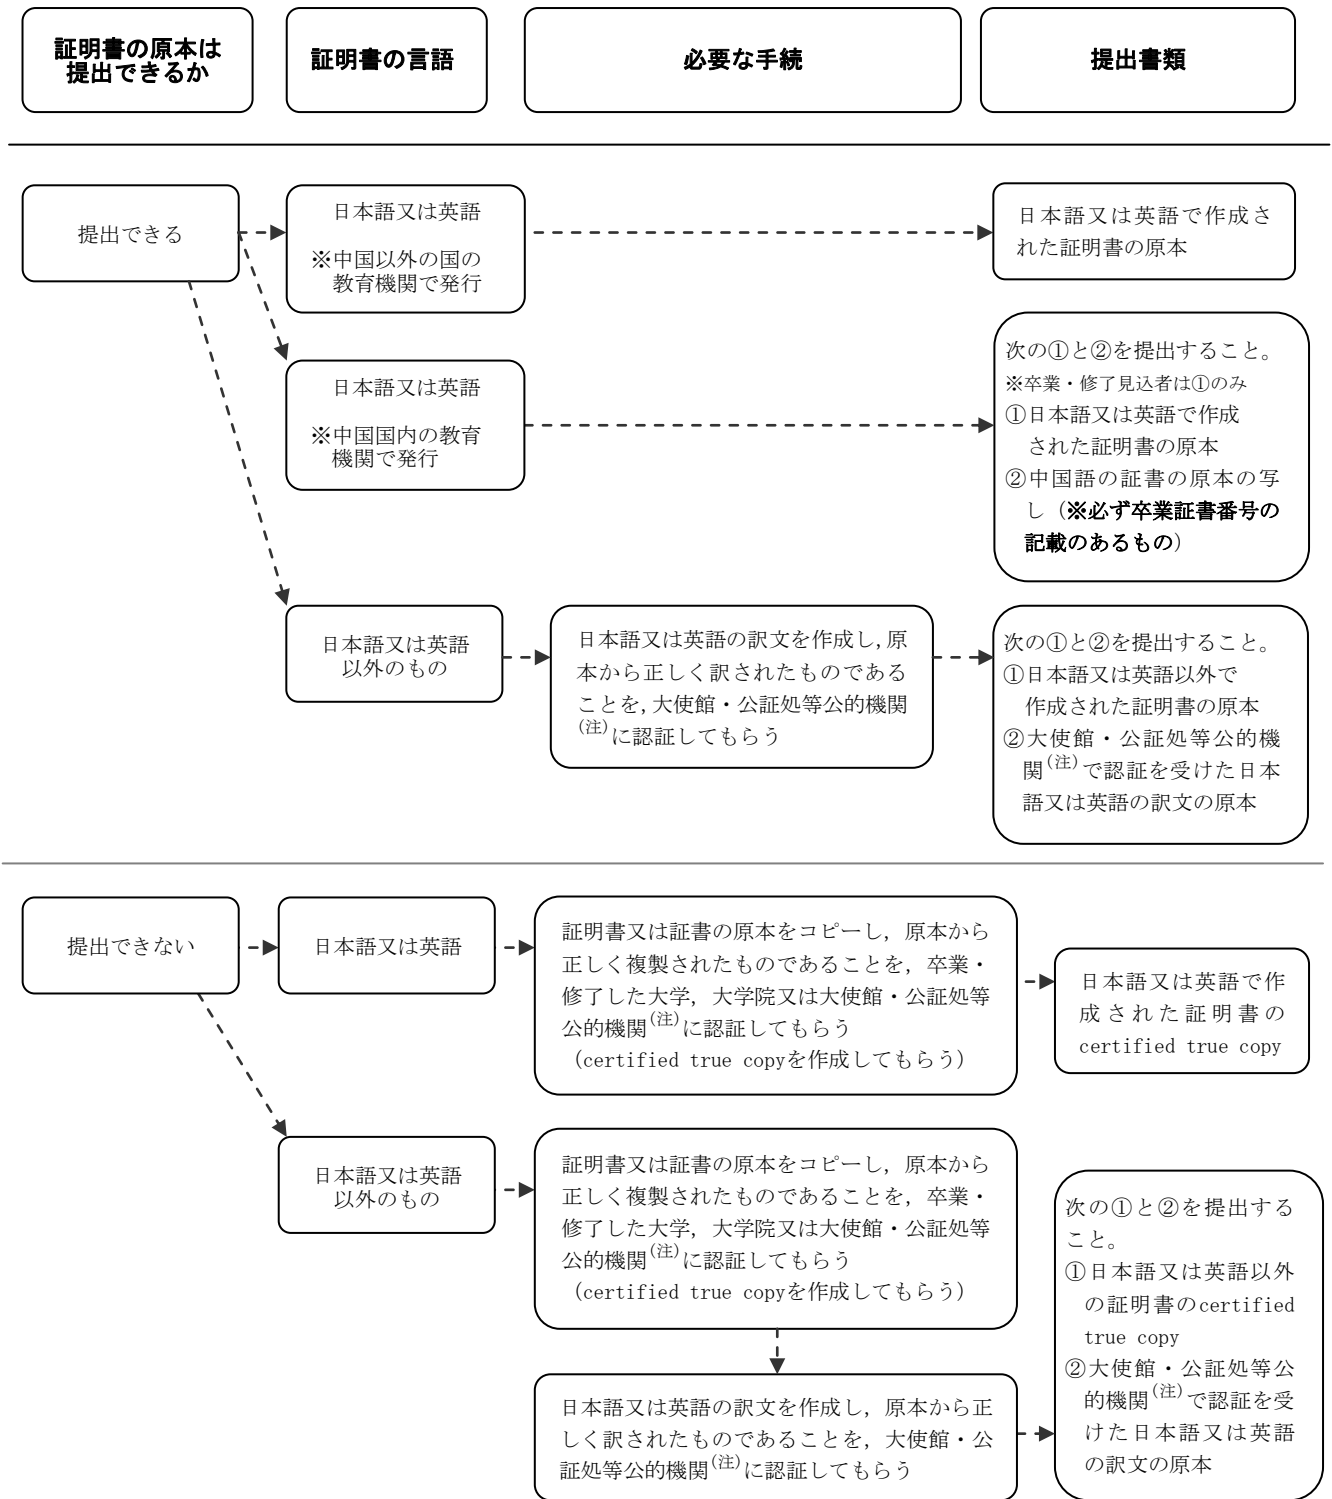 証明書の原本は
提出できるか
証明書の言語
必要な手続
提出書類
提出できる
日本語又は英語
※中国以外の国の
教育機関で発行
日本語又は英語で作成さ
れた証明書の原本
日本語又は英語
※中国国内の教育
機関で発行
次の①と②を提出すること。
※卒業・修了見込者は①のみ
①日本語又は英語で作成
された証明書の原本
②中国語の証書の原本の写
し（※必ず卒業証書番号の
記載のあるもの）
日本語又は英語
以外のもの
日本語又は英語の訳文を作成し,原
本から正しく訳されたものである
ことを,大使館・公証処等公的機関
(注)に認証してもらう
次の①と②を提出すること。
①日本語又は英語以外で
作成された証明書の原本
②大使館・公証処等公的機
関(注)で認証を受けた日本
語又は英語の訳文の原本
提出できない
日本語又は英語
証明書又は証書の原本をコピーし，原本から
正しく複製されたものであることを，卒業・
修了した大学，大学院又は大使館・公証処等
公的機関(注)に認証してもらう
（certified true copyを作成してもらう）
日本語又は英語で作
成された証明書の
certified true copy
日本語又は英語
以外のもの
証明書又は証書の原本をコピーし，原本から
正しく複製されたものであることを，卒業・
修了した大学，大学院又は大使館・公証処等
公的機関(注)に認証してもらう
（certified true copyを作成してもらう）
日本語又は英語の訳文を作成し，原本から正
しく訳されたものであることを，大使館・公
証処等公的機関(注)に認証してもらう
次の①と②を提出する
こと。
①日本語又は英語以外
の証明書のcertified
true copy
②大使館・公証処等公
的機関(注)で認証を受
けた日本語又は英語
の訳文の原本